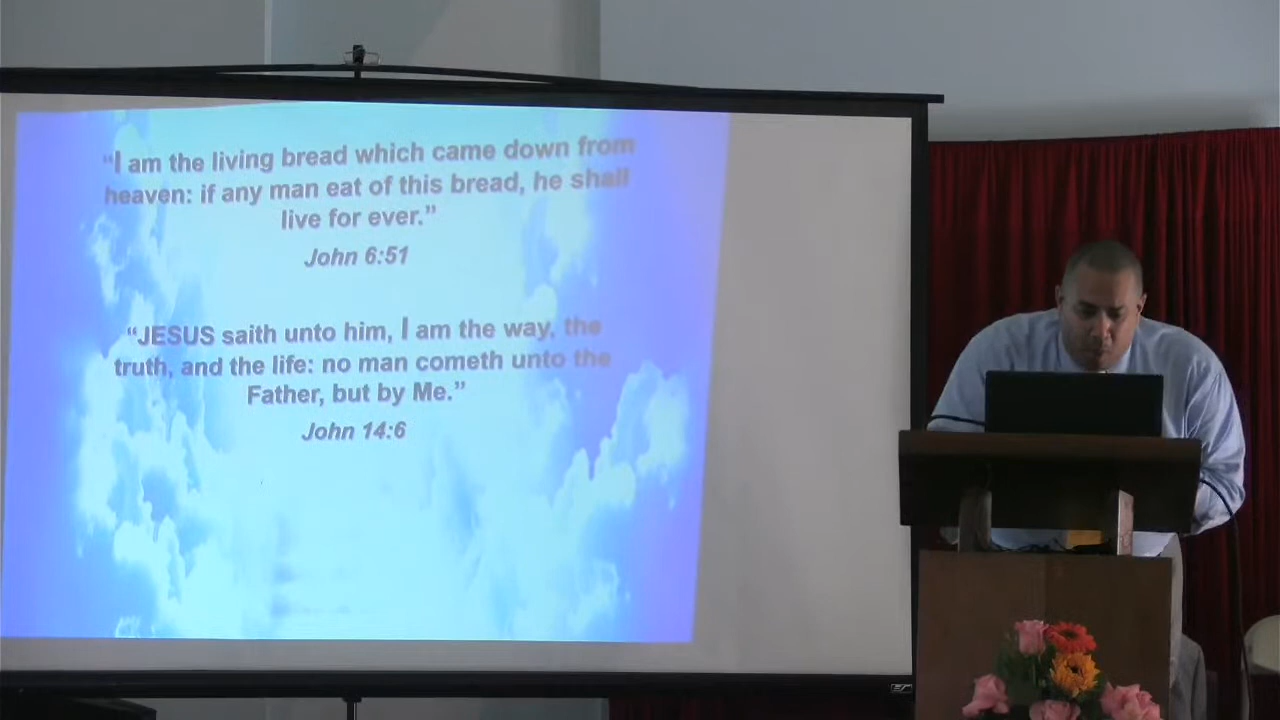 “I am the living bread which came down from
heaven: if any man eat of this bread, he shall
live for ever.”
John 6:51
“JESUS saith unto him, I am the way, the
truth, and the life: no man cometh unto the
Father, but by Me.”
John 14:6